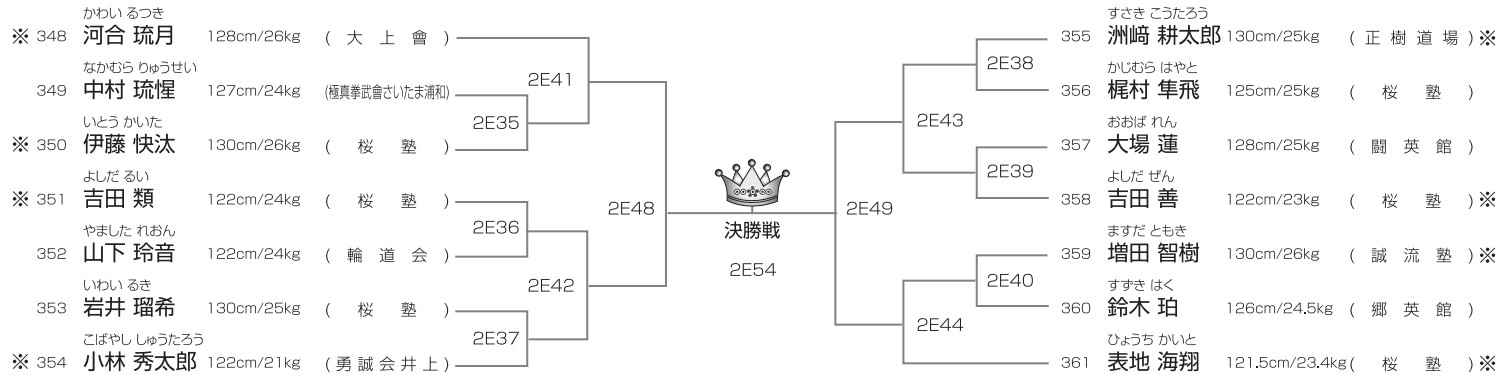 かわい るつき
※ 348 河合 琉月 128cm/26kg (大上會)
なかむら りゅうせい
349 中村 琉惺 127cm/24kg (極真拳武會さいたま浦和)
いとう かいた
※ 350 伊藤 快汰 130cm/26kg (桜塾)
よしだ るい
※ 351 吉田 類 122cm/24kg (桜塾)
やました れおん
352 山下 玲音 122cm/24kg (輪道会)
いわい るき
353 岩井 瑠希 130cm/25kg (桜塾)
こばやし しゅうたろう
※ 354 小林 秀太郎 122cm/21kg (勇誠会井上)
2E41
2E35
2E36
2E42
2E37
2E48
決勝戦
2E54
2E49
2E38
2E43
2E39
2E40
2E44
すさき こうたろう
355 洲﨑 耕太郎 130cm/25kg (正樹道場)※
かじむら はやと
356 梶村 隼飛 125cm/25kg (桜塾)
おおば れん
357 大場 蓮 128cm/25kg (闘英館)
よしだ ぜん
358 吉田 善 122cm/23kg (桜塾)※
ますだ ともき
359 増田 智樹 130cm/26kg (誠流塾)※
すずき はく
360 鈴木 珀 126cm/24.5kg (郷英館)
ひょうち かいと
361 表地 海翔 121.5cm/23.4kg (桜塾)※